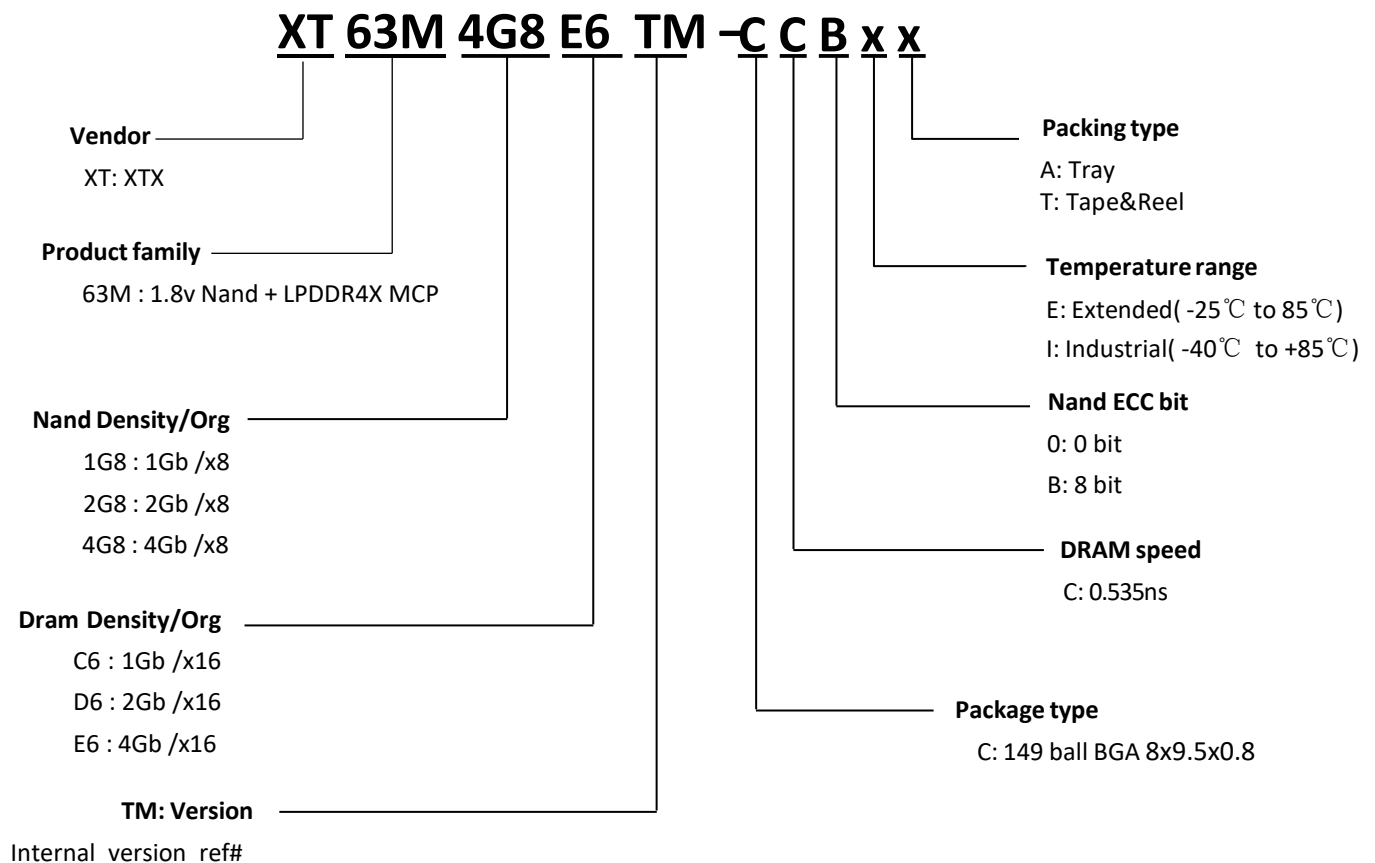 XT 63M 4G8 E6 TM –C C B x x
Vendor
XT: XTX
Product family
63M : 1.8v Nand + LPDDR4X MCP
Nand Density/Org
1G8 : 1Gb /x8
2G8 : 2Gb /x8
4G8 : 4Gb /x8
Dram Density/Org
C6 : 1Gb /x16
D6 : 2Gb /x16
E6 : 4Gb /x16
TM: Version
Internal version ref#
Packing type
A: Tray
T: Tape&Reel
Temperature range
E: Extended( -25℃ to 85℃)
I: Industrial( -40℃ to +85℃)
Nand ECC bit
0: 0 bit
B: 8 bit
DRAM speed
C: 0.535ns
Package type
C: 149 ball BGA 8x9.5x0.8